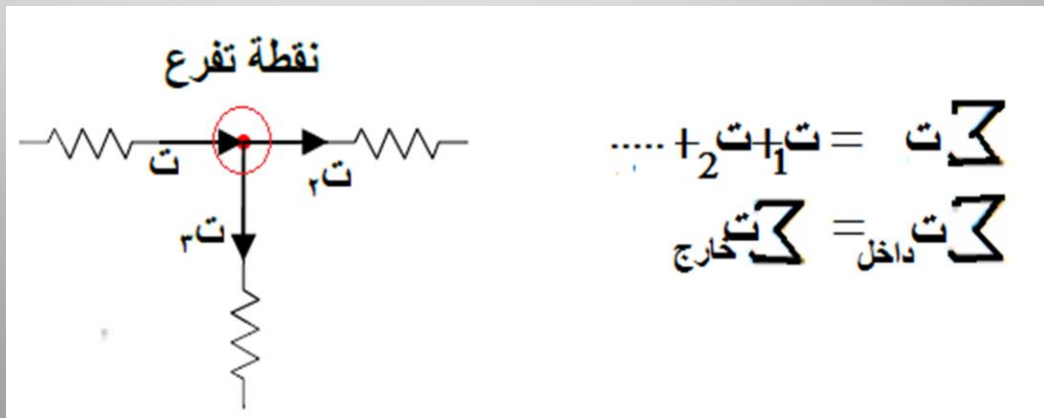 نقطة تفرع
ت
ت٢
ت٣
∑ت = ت1+ت2+ .....
∑ت داخل = ∑ت خارج